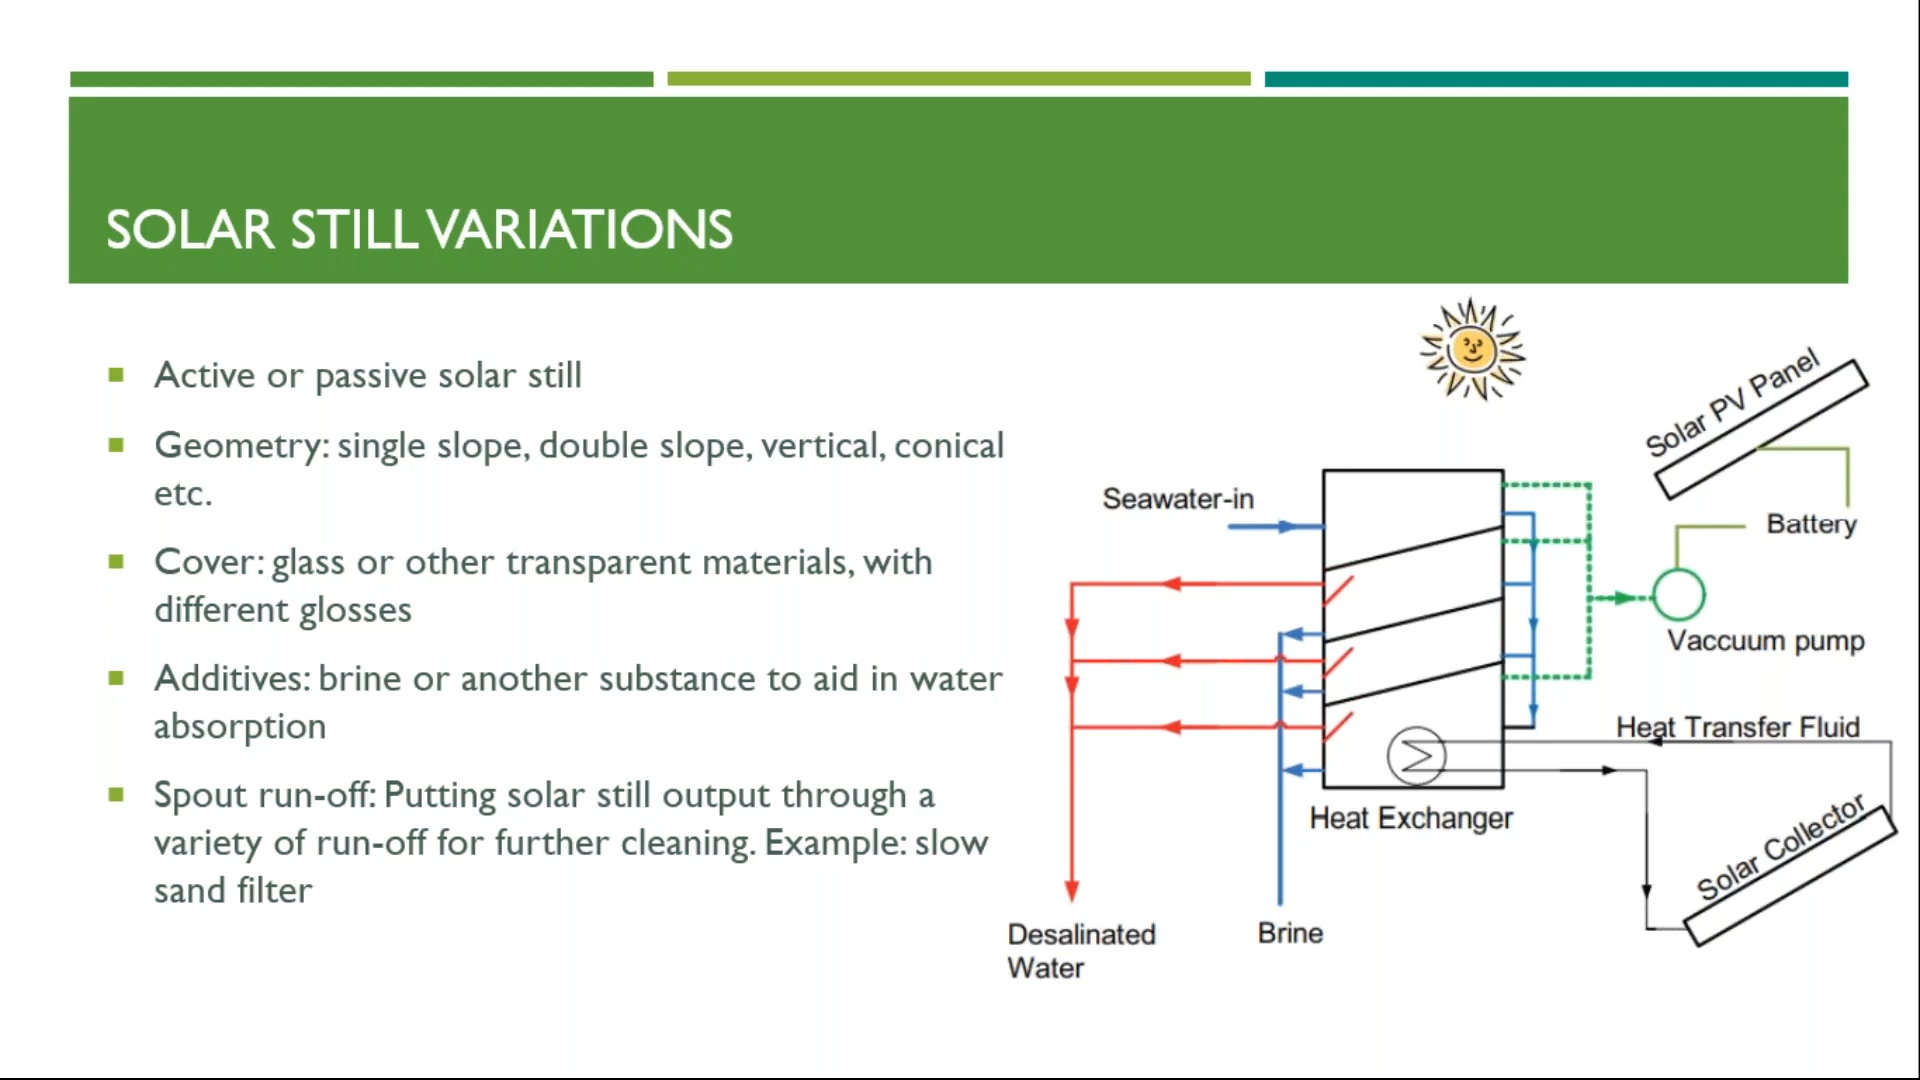 SOLAR STILL VARIATIONS
Active or passive solar still
Geometry: single slope, double slope, vertical, conical
etc.
Cover: glass or other transparent materials, with
different glosses
Additives: brine or another substance to aid in water
absorption
Spout run-off: Putting solar still output through a
variety of run-off for further cleaning. Example: slow
sand filter
Solar PV Panel
Seawater-in
Battery
Vaccuum pump
Heat Transfer Fluid
Heat Exchanger
Solar Collector
Desalinated
Water
Brine